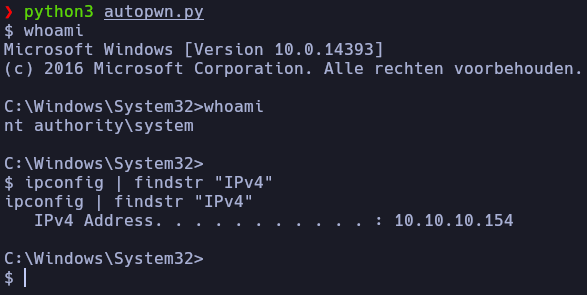 ❯ python3 autopwn.py
$ whoami
Microsoft Windows [Version 10.0.14393]
(c) 2016 Microsoft Corporation. Alle rechten voorbehouden.
C:\Windows\System32>whoami
nt authority\system
C:\Windows\System32>
$ ipconfig | findstr "IPv4"
ipconfig | findstr "IPv4"
   IPv4 Address. . . . . . . . . . . : 10.10.10.154
C:\Windows\System32>
$